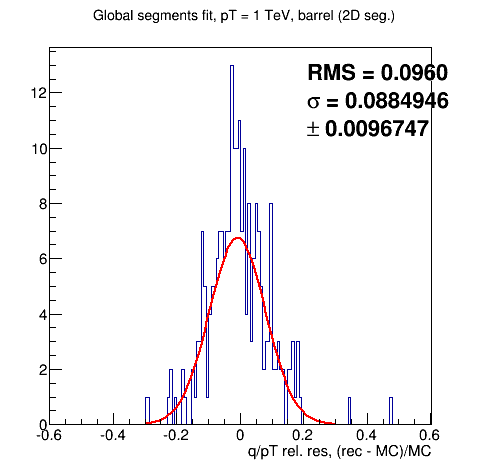 Global segments fit, pT = 1 TeV, barrel (2D seg.)
RMS = 0.0960
σ = 0.0884946
± 0.0096747
12
10
8
6
4
2
0
-0.6 -0.4 -0.2 0 0.2 0.4 0.6
q/pT rel. res, (rec - MC)/MC